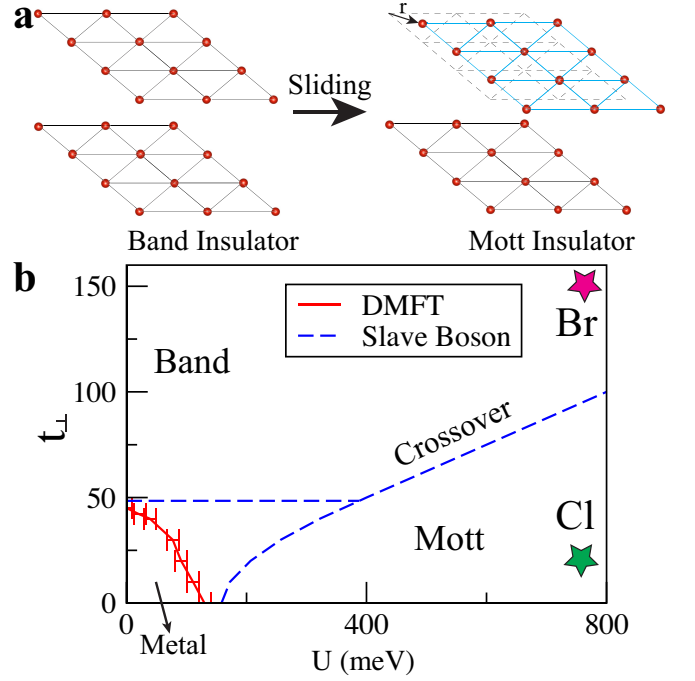 a
r
Sliding
Band Insulator
Mott Insulator
b
150
100
50
0
t⊥
DMFT
Slave Boson
Band
Br
Crossover
Mott
Cl
Metal
0
400
800
U (meV)